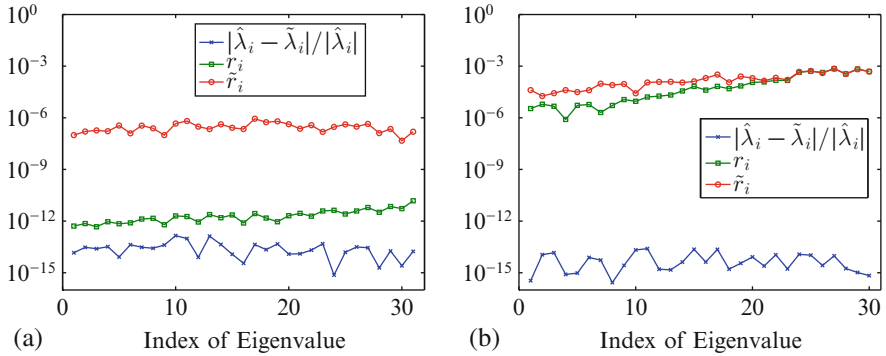 10^0
10^-3
10^-6
10^-9
10^-12
10^-15
|λ̂_i − λ̃_i|/|λ̂_i|
r_i
r̃_i
0
10
20
30
(a)
Index of Eigenvalue
10^0
10^-3
10^-6
10^-9
10^-12
10^-15
|λ̂_i − λ̃_i|/|λ̂_i|
r_i
r̃_i
0
10
20
30
(b)
Index of Eigenvalue